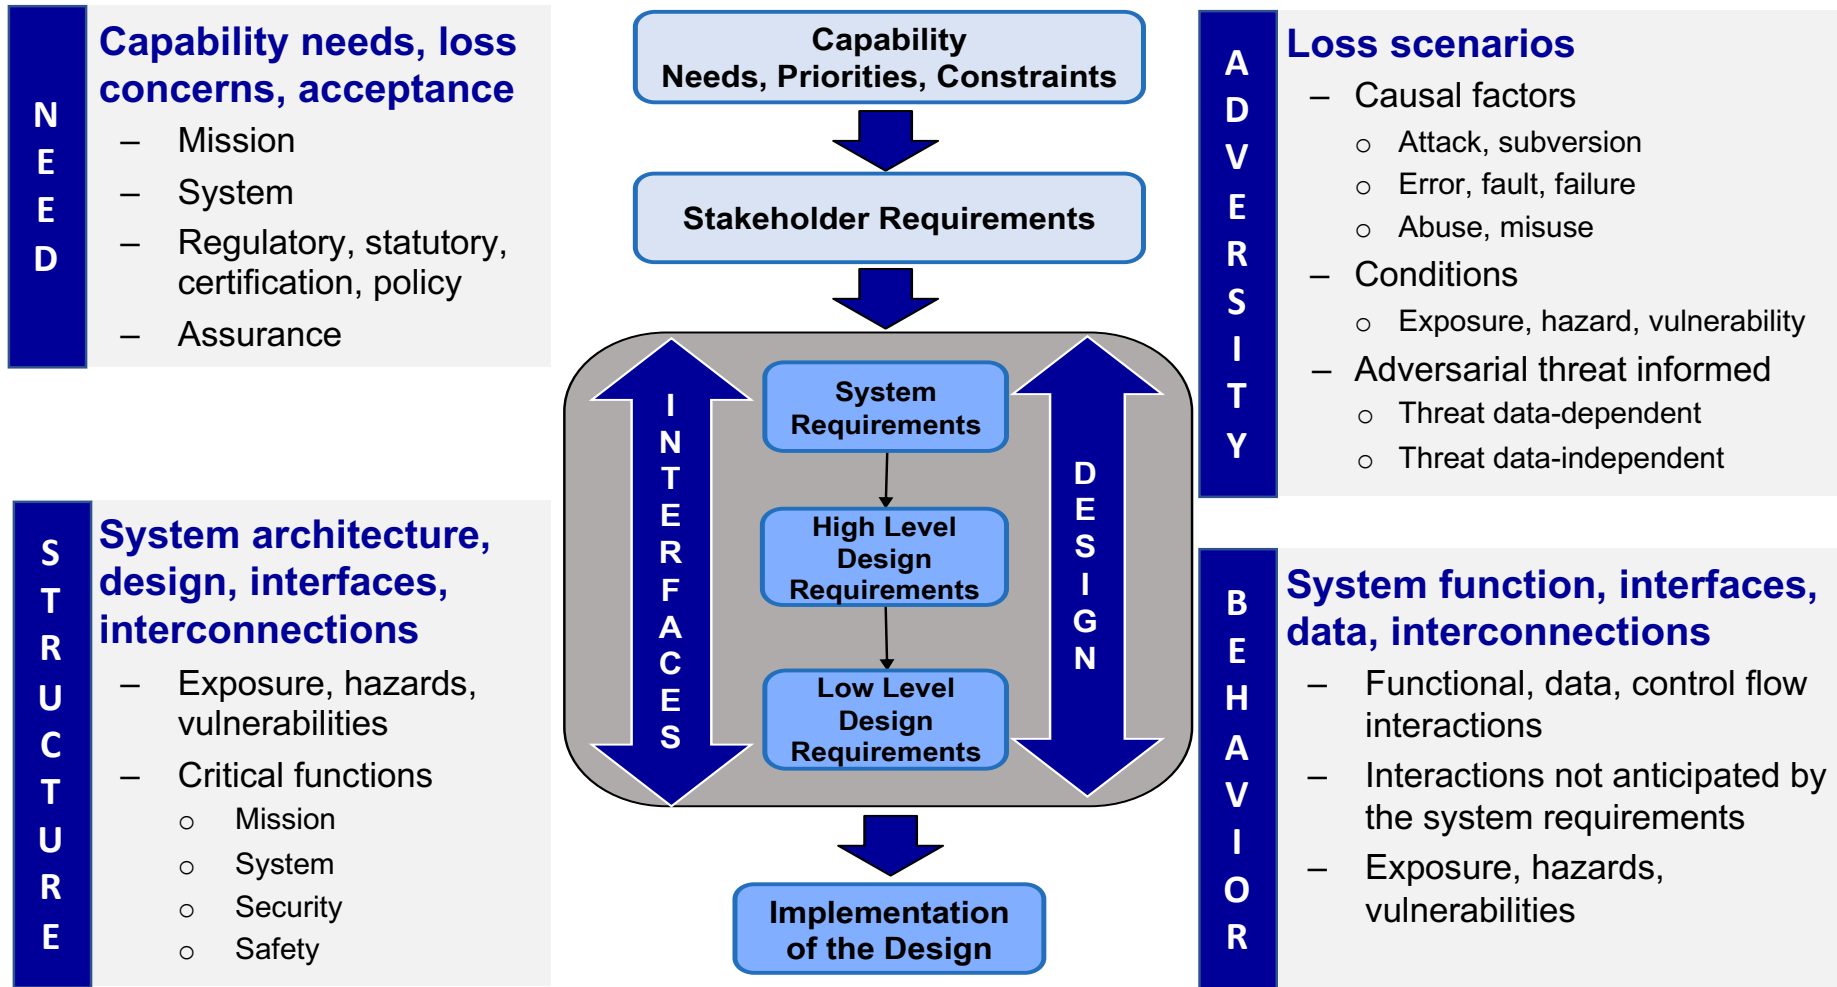 NEED
Capability needs, loss
concerns, acceptance
– Mission
– System
– Regulatory, statutory,
certification, policy
– Assurance
STRUCTURE
System architecture,
design, interfaces,
interconnections
– Exposure, hazards,
vulnerabilities
– Critical functions
o Mission
o System
o Security
o Safety
Capability
Needs, Priorities, Constraints
Stakeholder Requirements
INTERFACES
System
Requirements
High Level
Design
Requirements
Low Level
Design
Requirements
DESIGN
Implementation
of the Design
ADVERSITY
Loss scenarios
– Causal factors
o Attack, subversion
o Error, fault, failure
o Abuse, misuse
– Conditions
o Exposure, hazard, vulnerability
– Adversarial threat informed
o Threat data-dependent
o Threat data-independent
BEHAVIOR
System function, interfaces,
data, interconnections
– Functional, data, control flow
interactions
– Interactions not anticipated by
the system requirements
– Exposure, hazards,
vulnerabilities